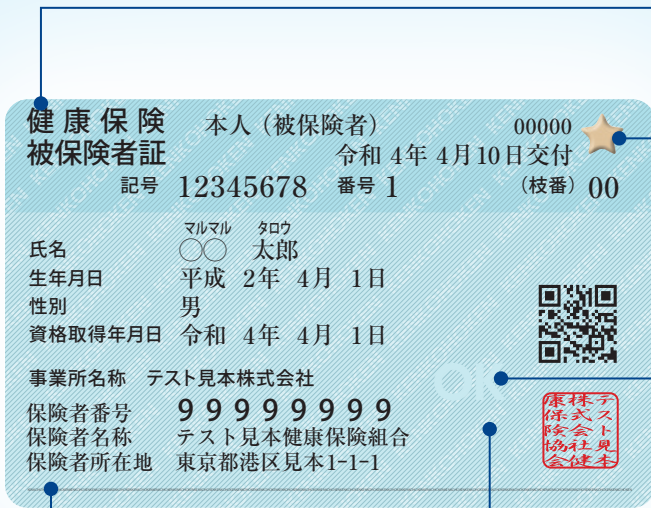 健康保険 本人（被保険者） 00000
被保険者証 令和 4年 4月10日交付
記号 12345678 番号 1 （枝番）00
マルマル タロウ
氏名 〇〇 太郎
生年月日 平成 2年 4月 1日
性別 男
資格取得年月日 令和 4年 4月 1日
事業所名称 テスト見本株式会社
OK
保険者番号 99999999
保険者名称 テスト見本健康保険組合
保険者所在地 東京都港区見本1-1-1
テスト見本
株式会社健
康保険協会
KENKOHOKEN